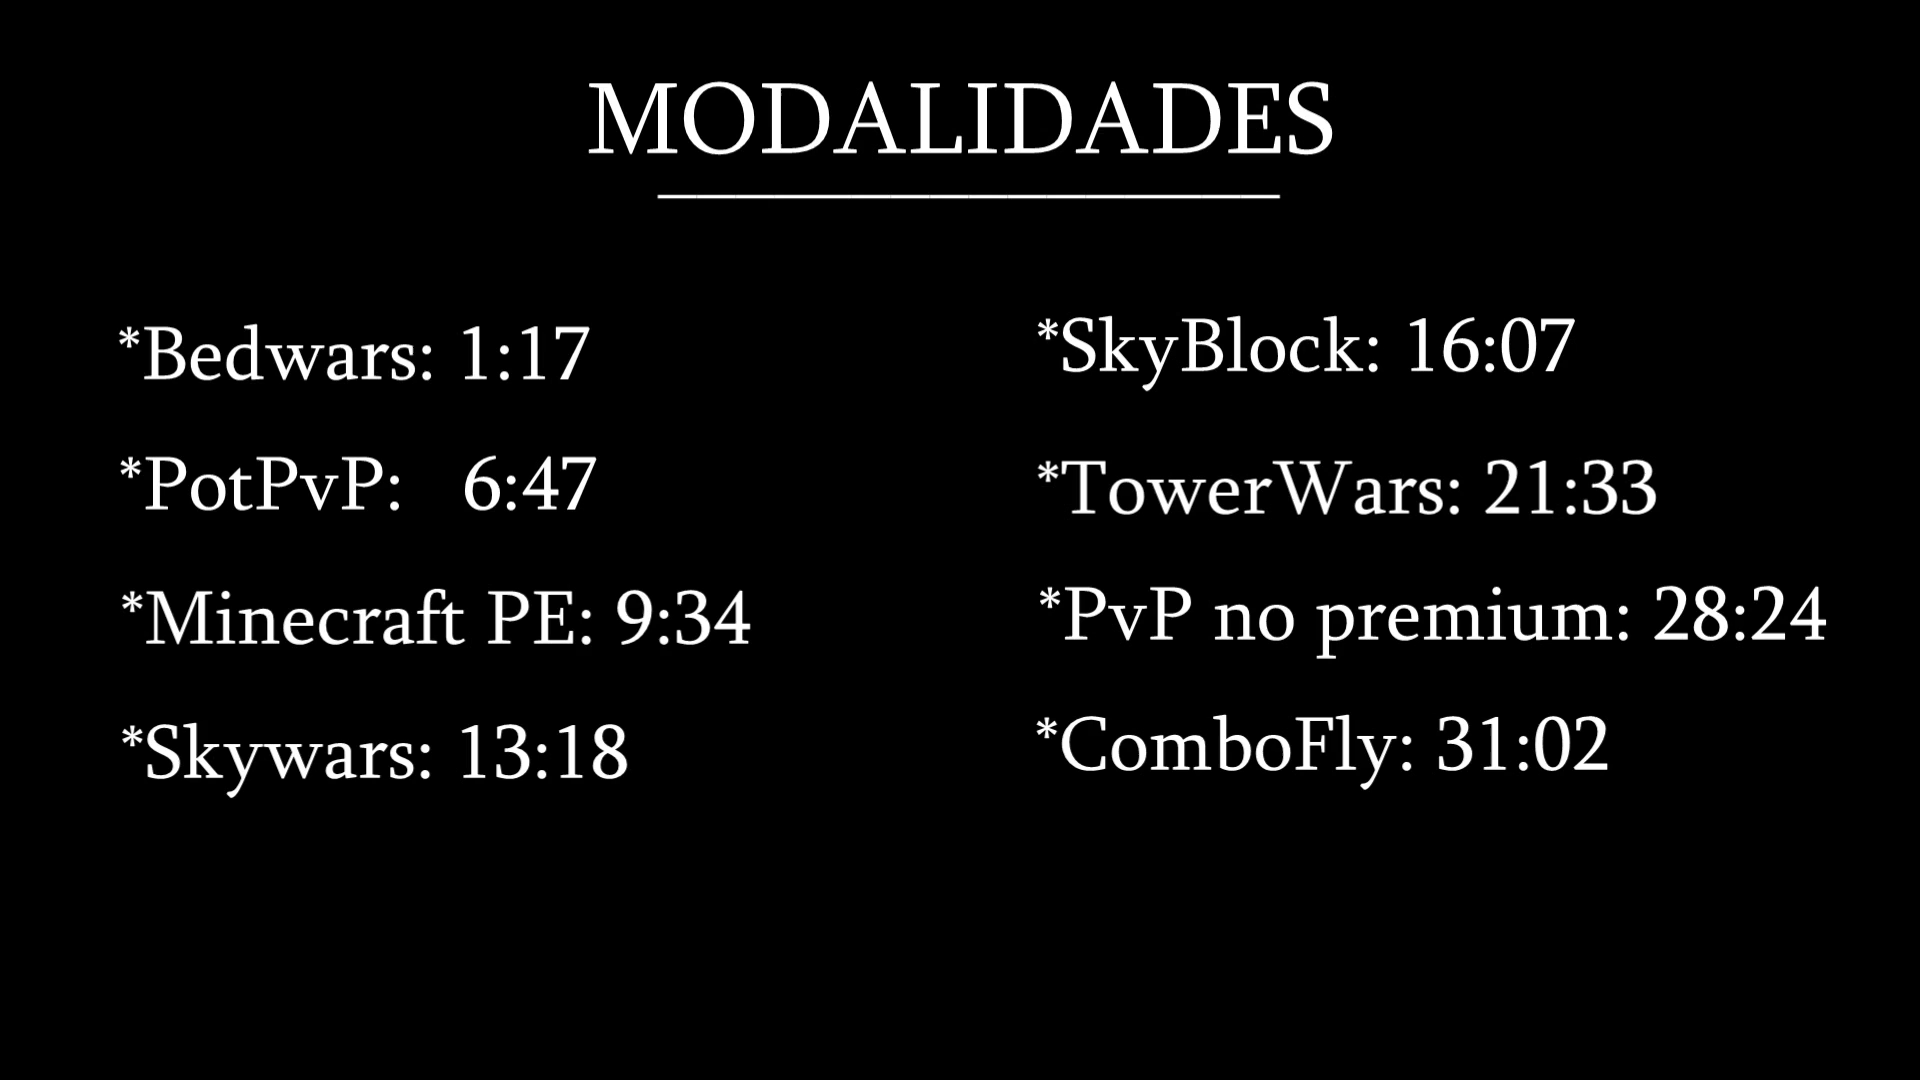 MODALIDADES
*Bedwars: 1:17
*PotPvP: 6:47
*Minecraft PE: 9:34
*Skywars: 13:18
*SkyBlock: 16:07
*TowerWars: 21:33
*PvP no premium: 28:24
*ComboFly: 31:02